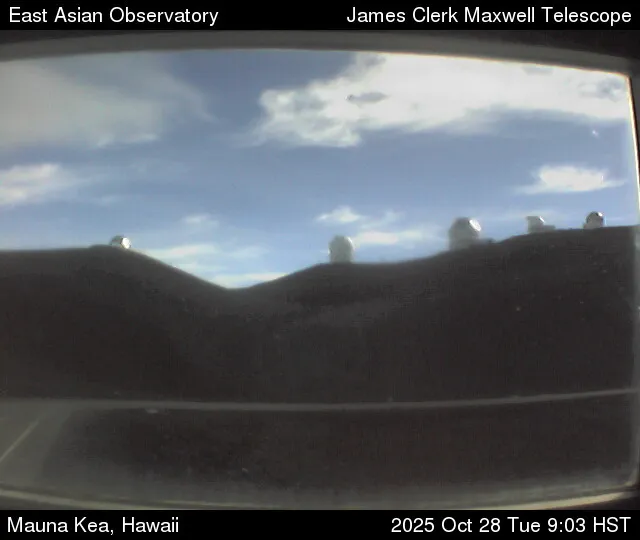 East Asian Observatory
James Clerk Maxwell Telescope
Mauna Kea, Hawaii
2025 Oct 28 Tue 9:03 HST